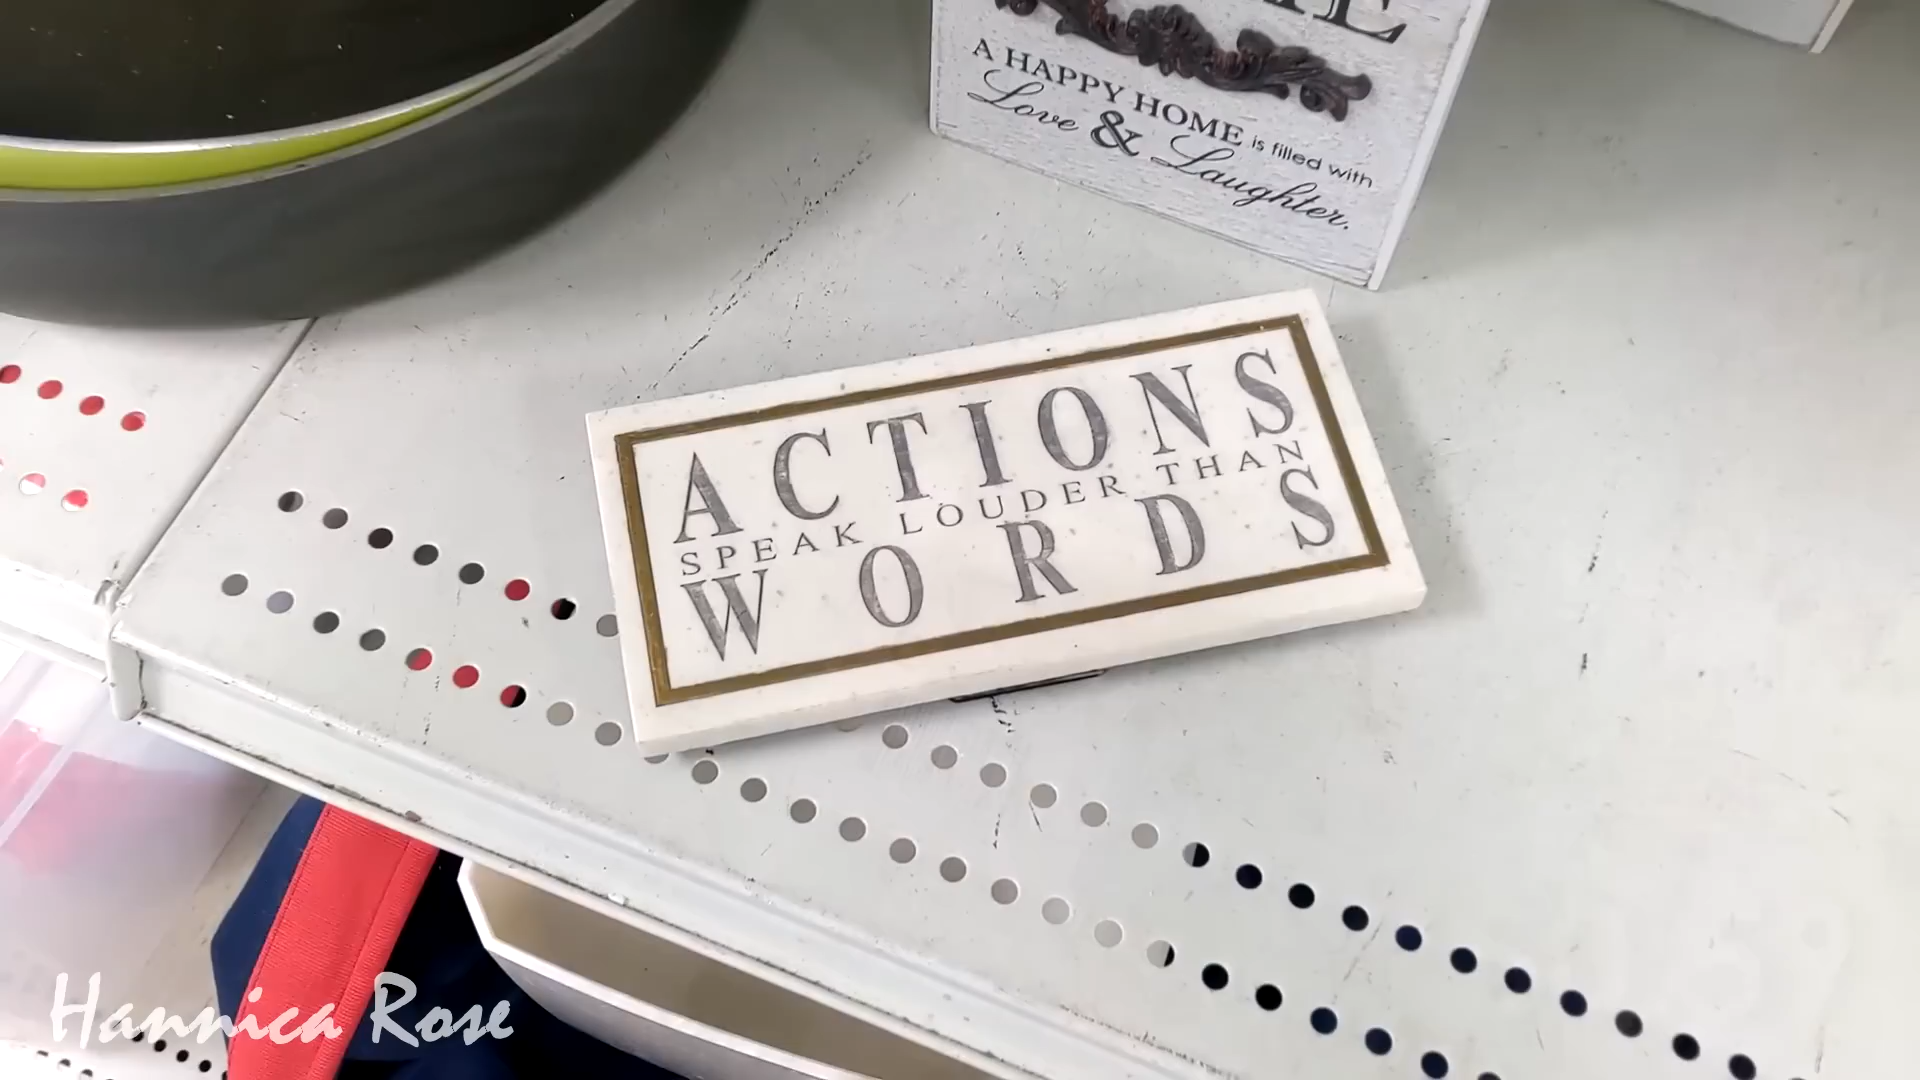 A HAPPY HOME is filled with
Love & Laughter.
ACTIONS
SPEAK LOUDER THAN
WORDS
Hannica Rose